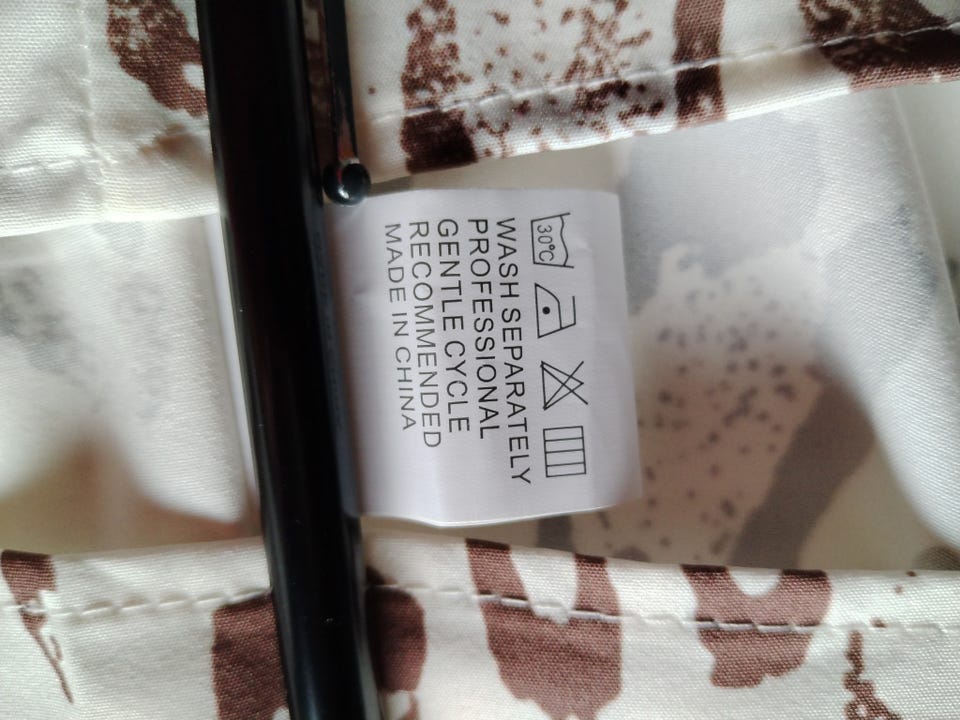 30°C
WASH SEPARATELY
PROFESSIONAL
GENTLE CYCLE
RECOMMENDED
MADE IN CHINA